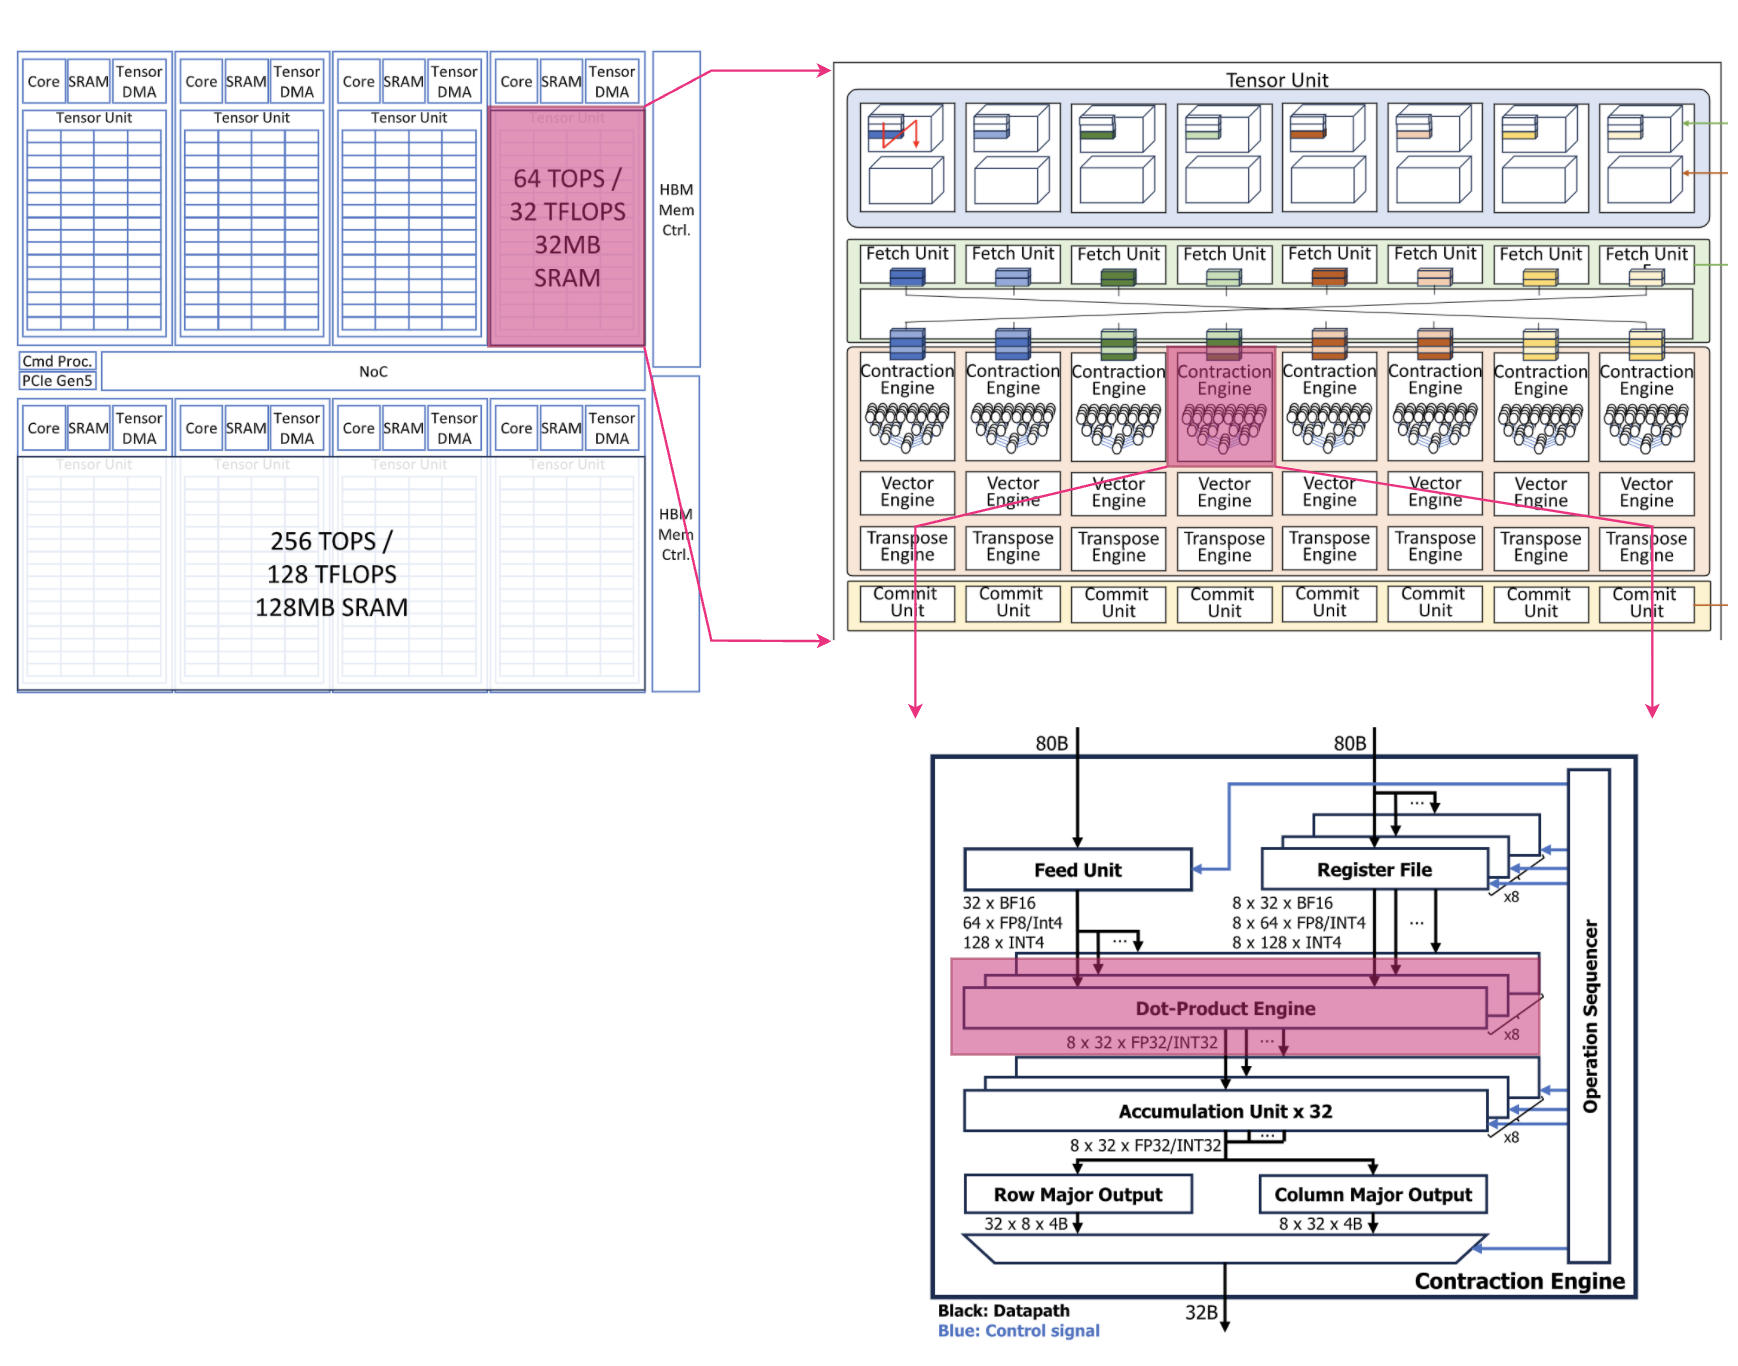 Core SRAM Tensor DMA
Core SRAM Tensor DMA
Core SRAM Tensor DMA
Core SRAM Tensor DMA
Tensor Unit
Tensor Unit
Tensor Unit
Tensor Unit
64 TOPS /
32 TFLOPS
32MB
SRAM
HBM
Mem
Ctrl.
Cmd Proc.
PCIe Gen5
NoC
Core SRAM Tensor DMA
Core SRAM Tensor DMA
Core SRAM Tensor DMA
Core SRAM Tensor DMA
Tensor Unit
Tensor Unit
Tensor Unit
Tensor Unit
256 TOPS /
128 TFLOPS
128MB SRAM
HBM
Mem
Ctrl.
Tensor Unit
Fetch Unit Fetch Unit Fetch Unit Fetch Unit Fetch Unit Fetch Unit Fetch Unit Fetch Unit
Contraction Contraction Contraction Contraction Contraction Contraction Contraction Contraction
Engine Engine Engine Engine Engine Engine Engine Engine
Vector Vector Vector Vector Vector Vector Vector Vector
Engine Engine Engine Engine Engine Engine Engine Engine
Transpose Transpose Transpose Transpose Transpose Transpose Transpose Transpose
Engine Engine Engine Engine Engine Engine Engine Engine
Commit Commit Commit Commit Commit Commit Commit Commit
Unit Unit Unit Unit Unit Unit Unit Unit
80B
80B
...
Feed Unit
Register File
x8
32 x BF16
64 x FP8/Int4
128 x INT4
...
8 x 32 x BF16
8 x 64 x FP8/INT4
8 x 128 x INT4
...
Dot-Product Engine
x8
8 x 32 x FP32/INT32
...
Accumulation Unit x 32
x8
8 x 32 x FP32/INT32
...
Row Major Output
Column Major Output
32 x 8 x 4B
8 x 32 x 4B
Operation Sequencer
Contraction Engine
32B
Black: Datapath
Blue: Control signal